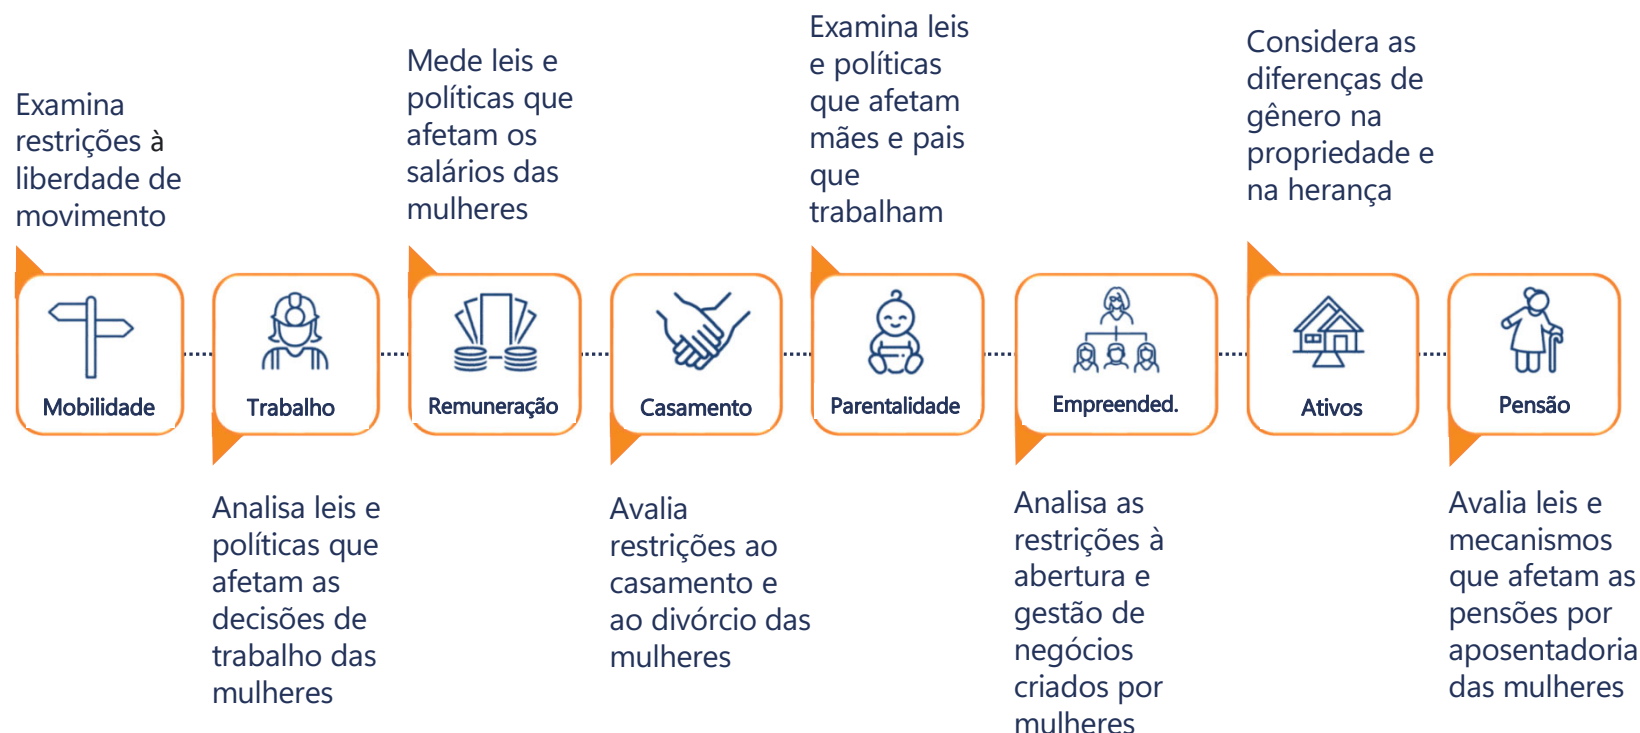 Examina
restrições à
liberdade de
movimento
Mobilidade
Trabalho
Analisa leis e
políticas que
afetam as
decisões de
trabalho das
mulheres
Mede leis e
políticas que
afetam os
salários das
mulheres
Remuneração
Casamento
Avalia
restrições ao
casamento e
ao divórcio das
mulheres
Examina leis
e políticas
que afetam
mães e pais
que
trabalham
Parentalidade
Empreended.
Analisa as
restrições à
abertura e
gestão de
negócios
criados por
mulheres
Considera as
diferenças de
gênero na
propriedade e
na herança
Ativos
Pensão
Avalia leis e
mecanismos
que afetam as
pensões por
aposentadoria
das mulheres